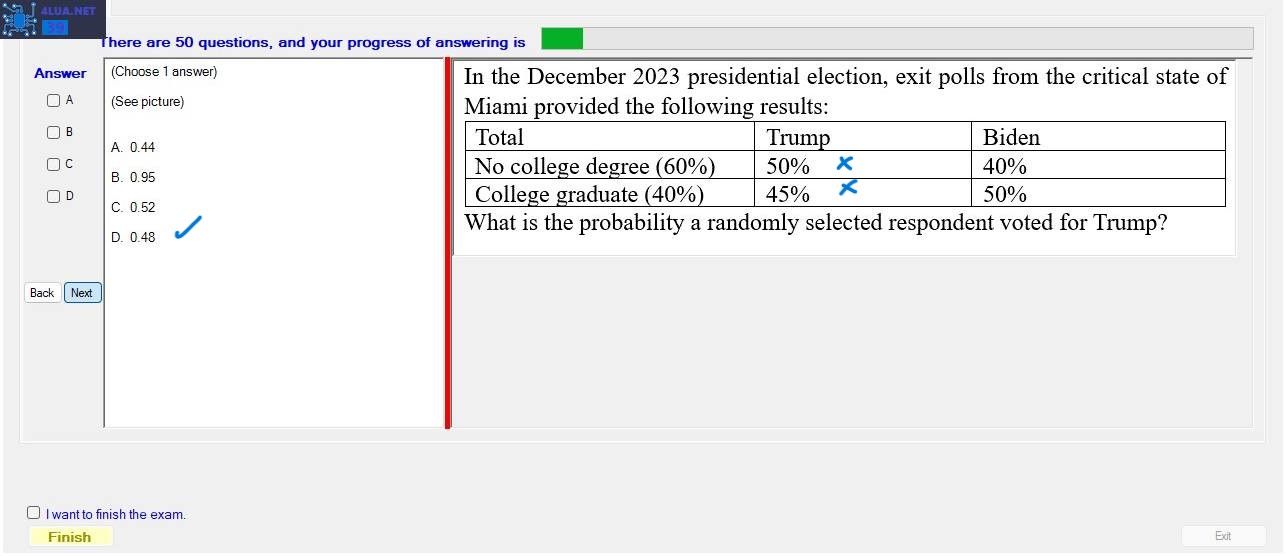 4LUA.NET
39
There are 50 questions, and your progress of answering is
Answer
A
B
C
D
Back Next
(Choose 1 answer)
(See picture)
A. 0.44
B. 0.95
C. 0.52
D. 0.48
In the December 2023 presidential election, exit polls from the critical state of
Miami provided the following results:
Total Trump Biden
No college degree (60%) 50% 40%
College graduate (40%) 45% 50%
What is the probability a randomly selected respondent voted for Trump?
I want to finish the exam.
Finish
Exit